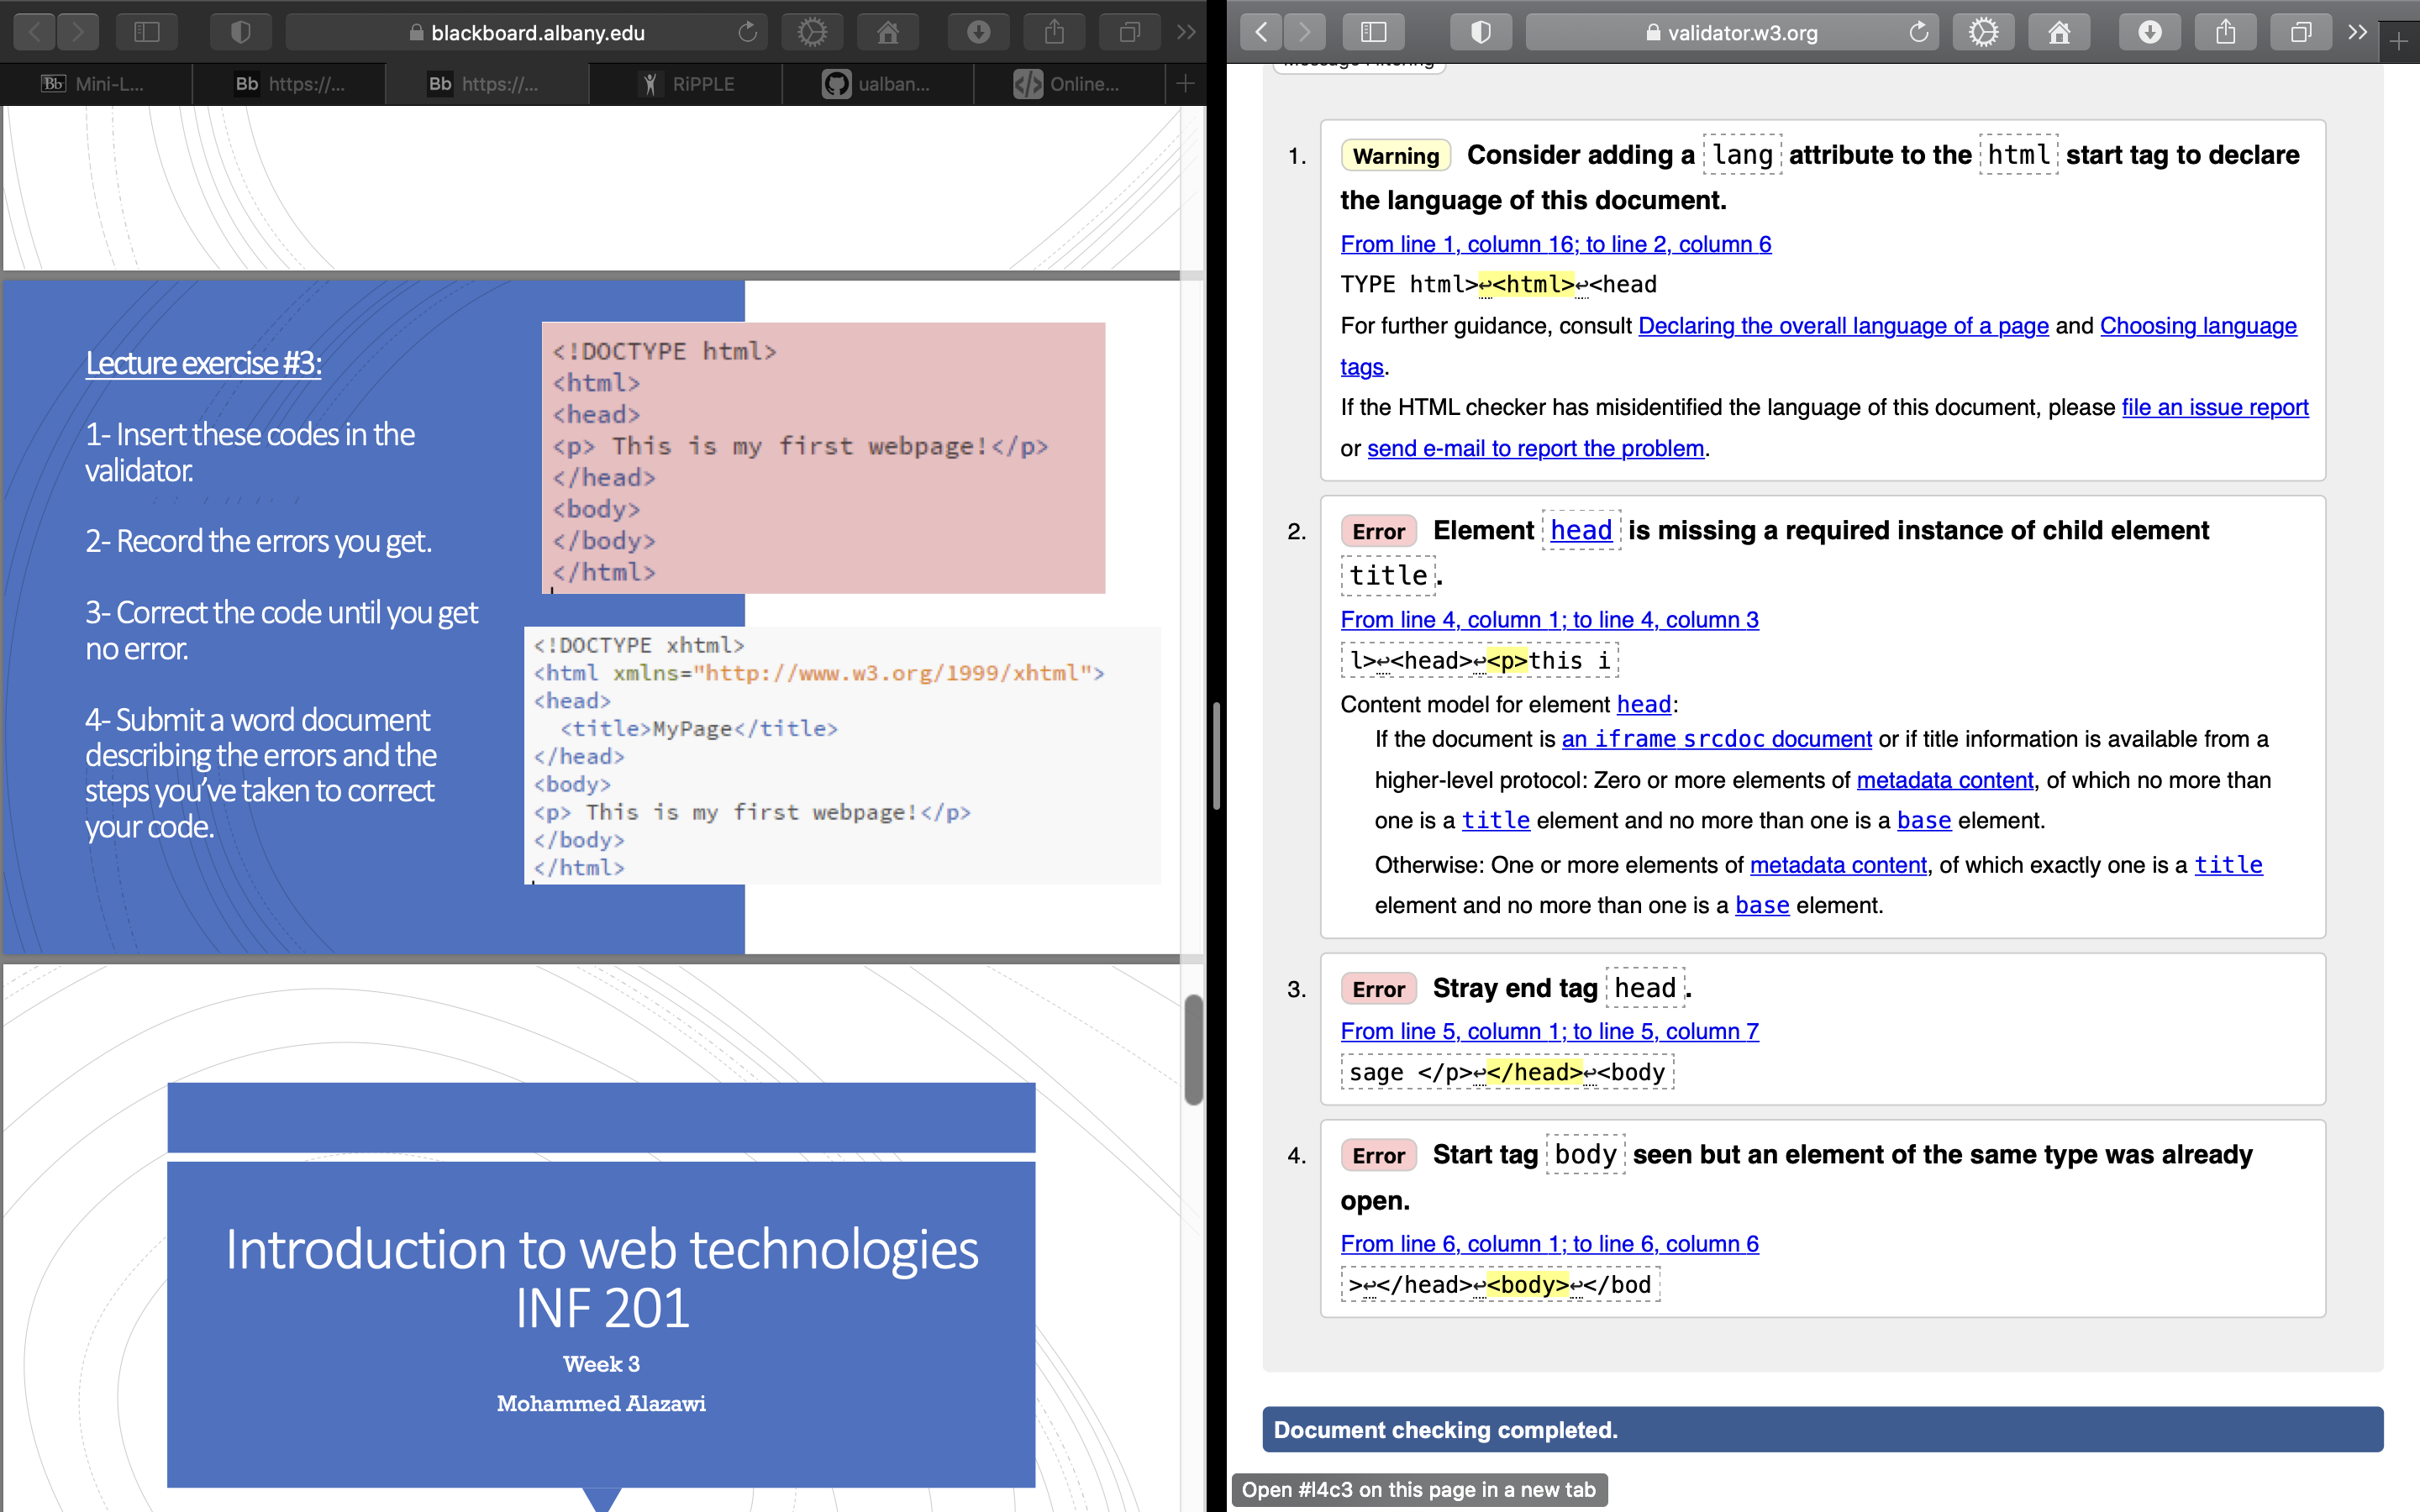 blackboard.albany.edu
Mini-L...
https://...
https://...
RiPPLE
ualban...
Online...
Lecture exercise #3:
1- Insert these codes in the
validator.
2- Record the errors you get.
3- Correct the code until you get
no error.
4- Submit a word document
describing the errors and the
steps you've taken to correct
your code.
<!DOCTYPE html>
<html>
<head>
<p> This is my first webpage!</p>
</head>
<body>
</body>
</html>
<!DOCTYPE xhtml>
<html xmlns="http://www.w3.org/1999/xhtml">
<head>
<title>MyPage</title>
</head>
<body>
<p> This is my first webpage!</p>
</body>
</html>
Introduction to web technologies
INF 201
Week 3
Mohammed Alazawi
validator.w3.org
Message Filtering
1. Warning Consider adding a lang attribute to the html start tag to declare
the language of this document.
From line 1, column 16; to line 2, column 6
TYPE html>↩<html>↩<head
For further guidance, consult Declaring the overall language of a page and Choosing language
tags.
If the HTML checker has misidentified the language of this document, please file an issue report
or send e-mail to report the problem.
2. Error Element head is missing a required instance of child element
title.
From line 4, column 1; to line 4, column 3
l>↩<head>↩<p>this i
Content model for element head:
If the document is an iframe srcdoc document or if title information is available from a
higher-level protocol: Zero or more elements of metadata content, of which no more than
one is a title element and no more than one is a base element.
Otherwise: One or more elements of metadata content, of which exactly one is a title
element and no more than one is a base element.
3. Error Stray end tag head.
From line 5, column 1; to line 5, column 7
sage </p>↩</head>↩<body
4. Error Start tag body seen but an element of the same type was already
open.
From line 6, column 1; to line 6, column 6
>↩</head>↩<body>↩</bod
Document checking completed.
Open #l4c3 on this page in a new tab